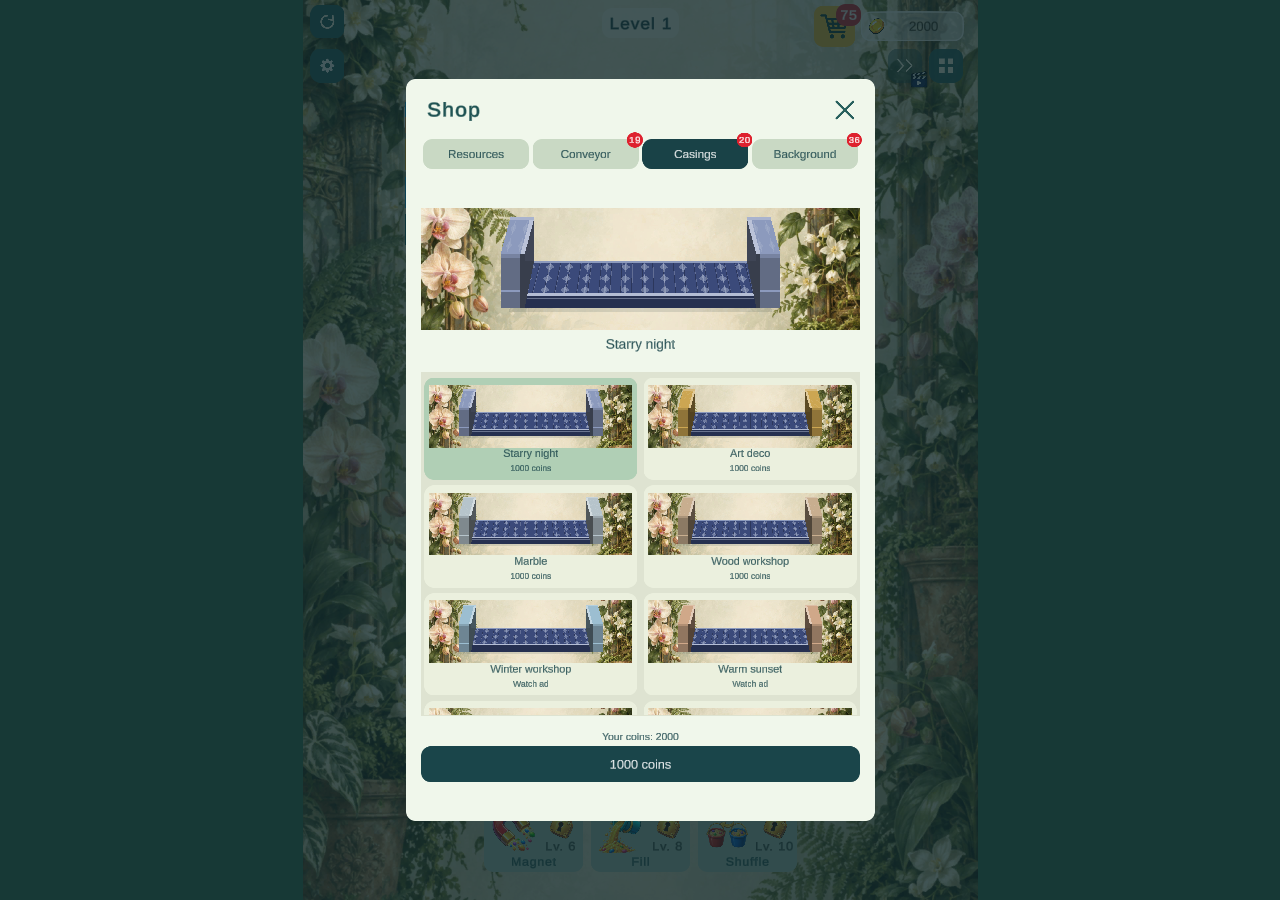 Level 1
75
2000
Shop
19
20
36
Resources
Conveyor
Casings
Background
Starry night
Starry night
1000 coins
Art deco
1000 coins
Marble
1000 coins
Wood workshop
1000 coins
Winter workshop
Watch ad
Warm sunset
Watch ad
Your coins: 2000
1000 coins
Lv. 6
Lv. 8
Lv. 10
Magnet
Fill
Shuffle